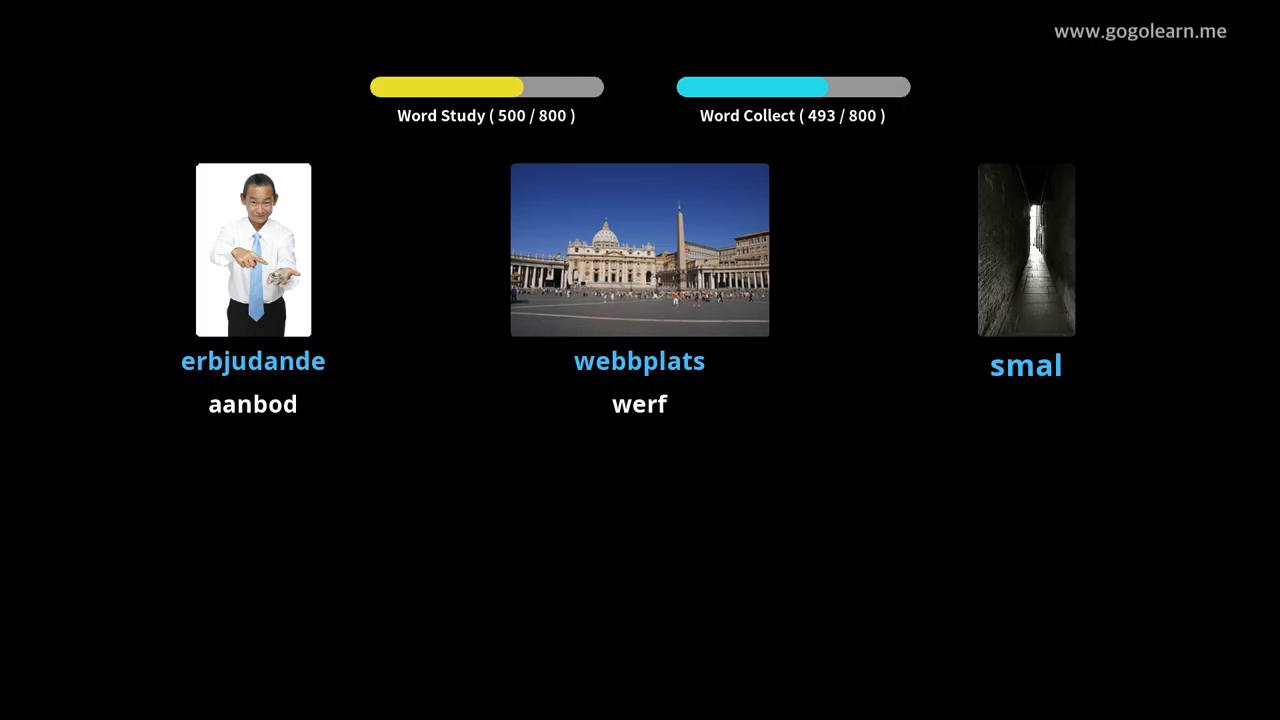 www.gogolearn.me
Word Study ( 500 / 800 )
Word Collect ( 493 / 800 )
erbjudande
webbplats
smal
aanbod
werf